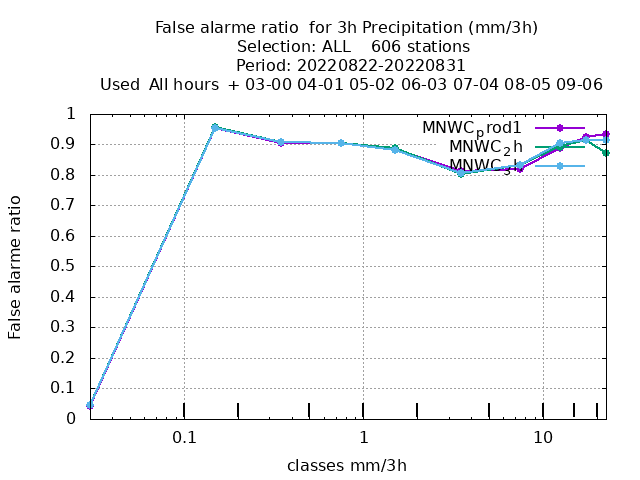 False alarme ratio  for 3h Precipitation (mm/3h)
Selection: ALL    606 stations
Period: 20220822-20220831
Used  All hours  + 03-00 04-01 05-02 06-03 07-04 08-05 09-06
False alarme ratio
1
0.9
0.8
0.7
0.6
0.5
0.4
0.3
0.2
0.1
0
MNWCprod1
MNWC2h
MNWC3h
0.1
1
10
classes mm/3h